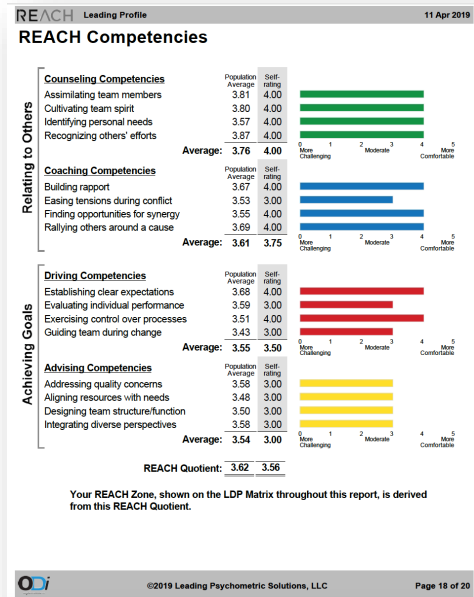 REACH Leading Profile 11 Apr 2019
REACH Competencies
Relating to Others
Counseling Competencies Population Average Self-rating
Assimilating team members 3.81 4.00
Cultivating team spirit 3.80 4.00
Identifying personal needs 3.57 4.00
Recognizing others' efforts 3.87 4.00
Average: 3.76 4.00
0 1 2 3 4 5
More Challenging Moderate More Comfortable
Coaching Competencies Population Average Self-rating
Building rapport 3.67 4.00
Easing tensions during conflict 3.53 3.00
Finding opportunities for synergy 3.55 4.00
Rallying others around a cause 3.69 4.00
Average: 3.61 3.75
0 1 2 3 4 5
More Challenging Moderate More Comfortable
Achieving Goals
Driving Competencies Population Average Self-rating
Establishing clear expectations 3.68 4.00
Evaluating individual performance 3.59 3.00
Exercising control over processes 3.51 4.00
Guiding team during change 3.43 3.00
Average: 3.55 3.50
0 1 2 3 4 5
More Challenging Moderate More Comfortable
Advising Competencies Population Average Self-rating
Addressing quality concerns 3.58 3.00
Aligning resources with needs 3.48 3.00
Designing team structure/function 3.50 3.00
Integrating diverse perspectives 3.58 3.00
Average: 3.54 3.00
0 1 2 3 4 5
More Challenging Moderate More Comfortable
REACH Quotient: 3.62 3.56
Your REACH Zone, shown on the LDP Matrix throughout this report, is derived
from this REACH Quotient.
ODi ©2019 Leading Psychometric Solutions, LLC Page 18 of 20